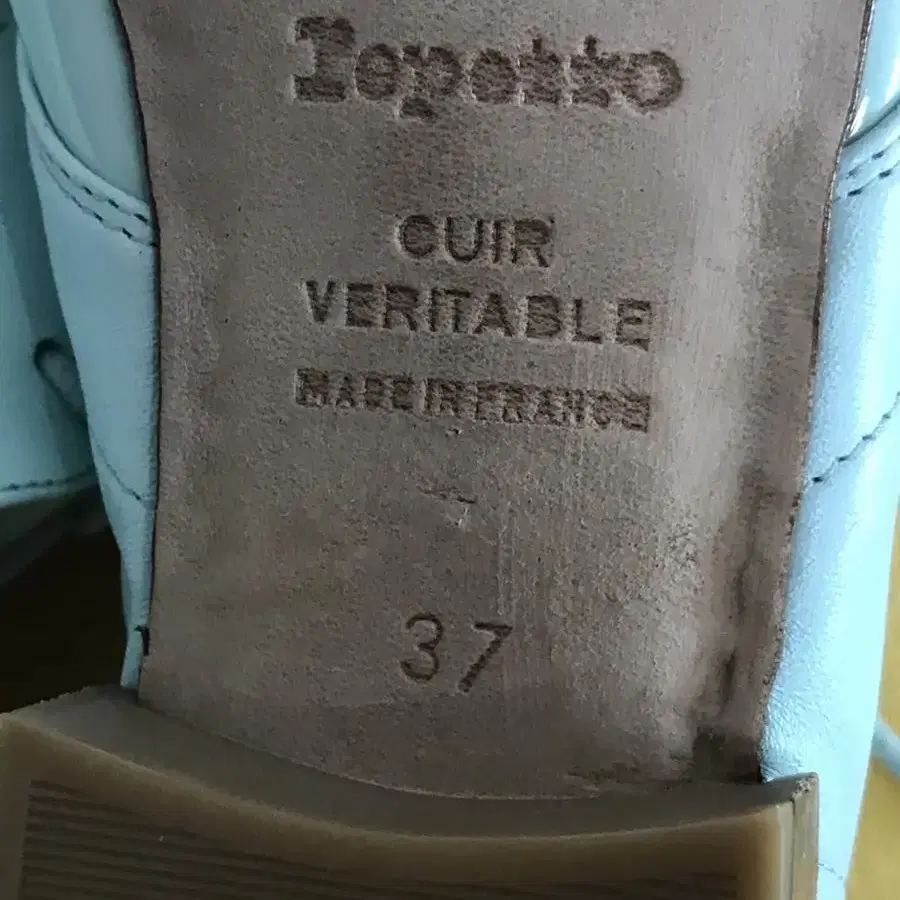 Repetto
CUIR
VERITABLE
MADE IN FRANCE
37